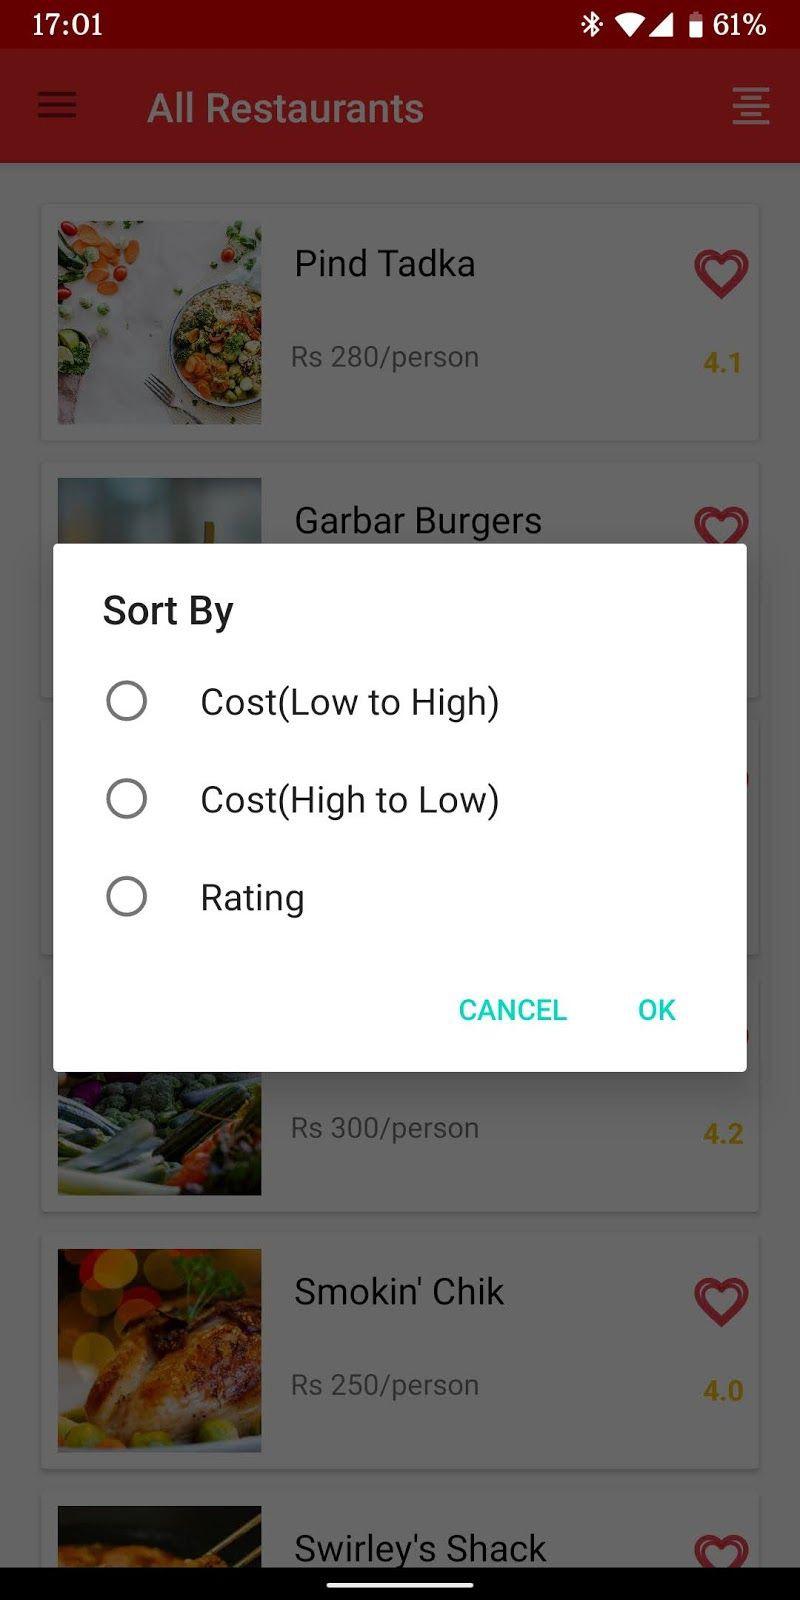 17:01
61%
All Restaurants
Pind Tadka
Rs 280/person
4.1
Garbar Burgers
Sort By
Cost(Low to High)
Cost(High to Low)
Rating
CANCEL
OK
Rs 300/person
4.2
Smokin' Chik
Rs 250/person
4.0
Swirley's Shack